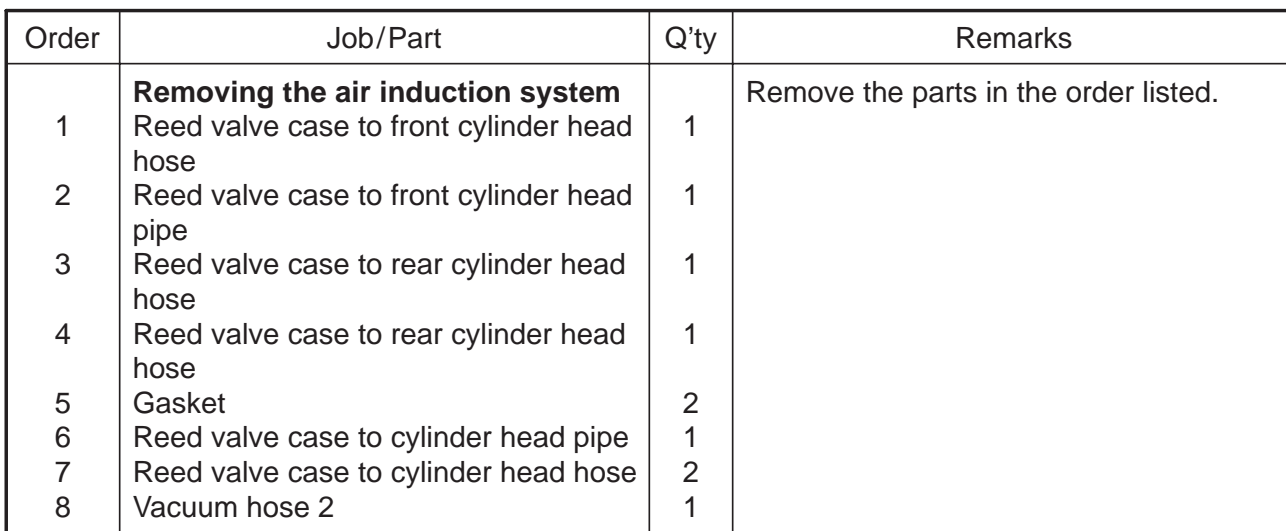 Order Job/Part Q’ty Remarks
Removing the air induction system Remove the parts in the order listed.
1 Reed valve case to front cylinder head 1
hose
2 Reed valve case to front cylinder head 1
pipe
3 Reed valve case to rear cylinder head 1
hose
4 Reed valve case to rear cylinder head 1
hose
5 Gasket 2
6 Reed valve case to cylinder head pipe 1
7 Reed valve case to cylinder head hose 2
8 Vacuum hose 2 1